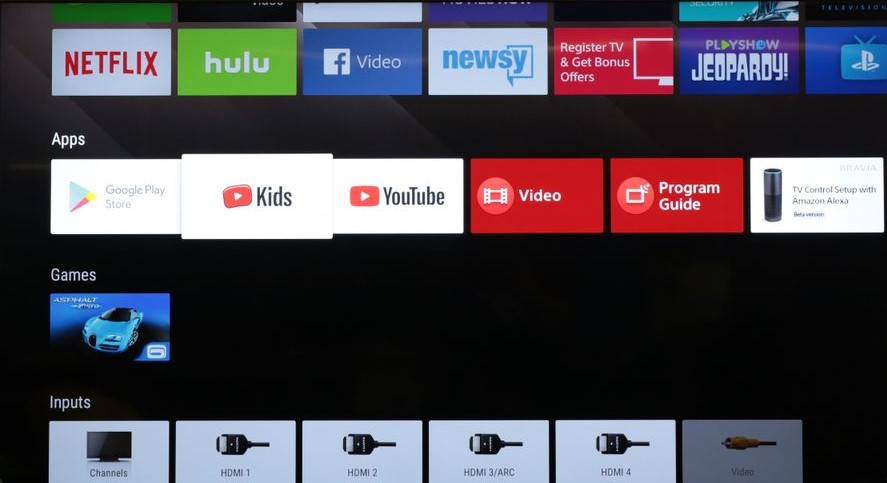 SECURITY
TELEVISION
NETFLIX
hulu
f Video
newsy
Register TV
& Get Bonus
Offers
PLAYSHOW
JEOPARDY!
Apps
Google Play
Store
Kids
YouTube
Video
Program
Guide
BRAVIA
TV Control Setup with
Amazon Alexa
Beta version
Games
ASPHALT
Inputs
Channels
HDMI 1
HDMI 2
HDMI 3/ARC
HDMI 4
Video